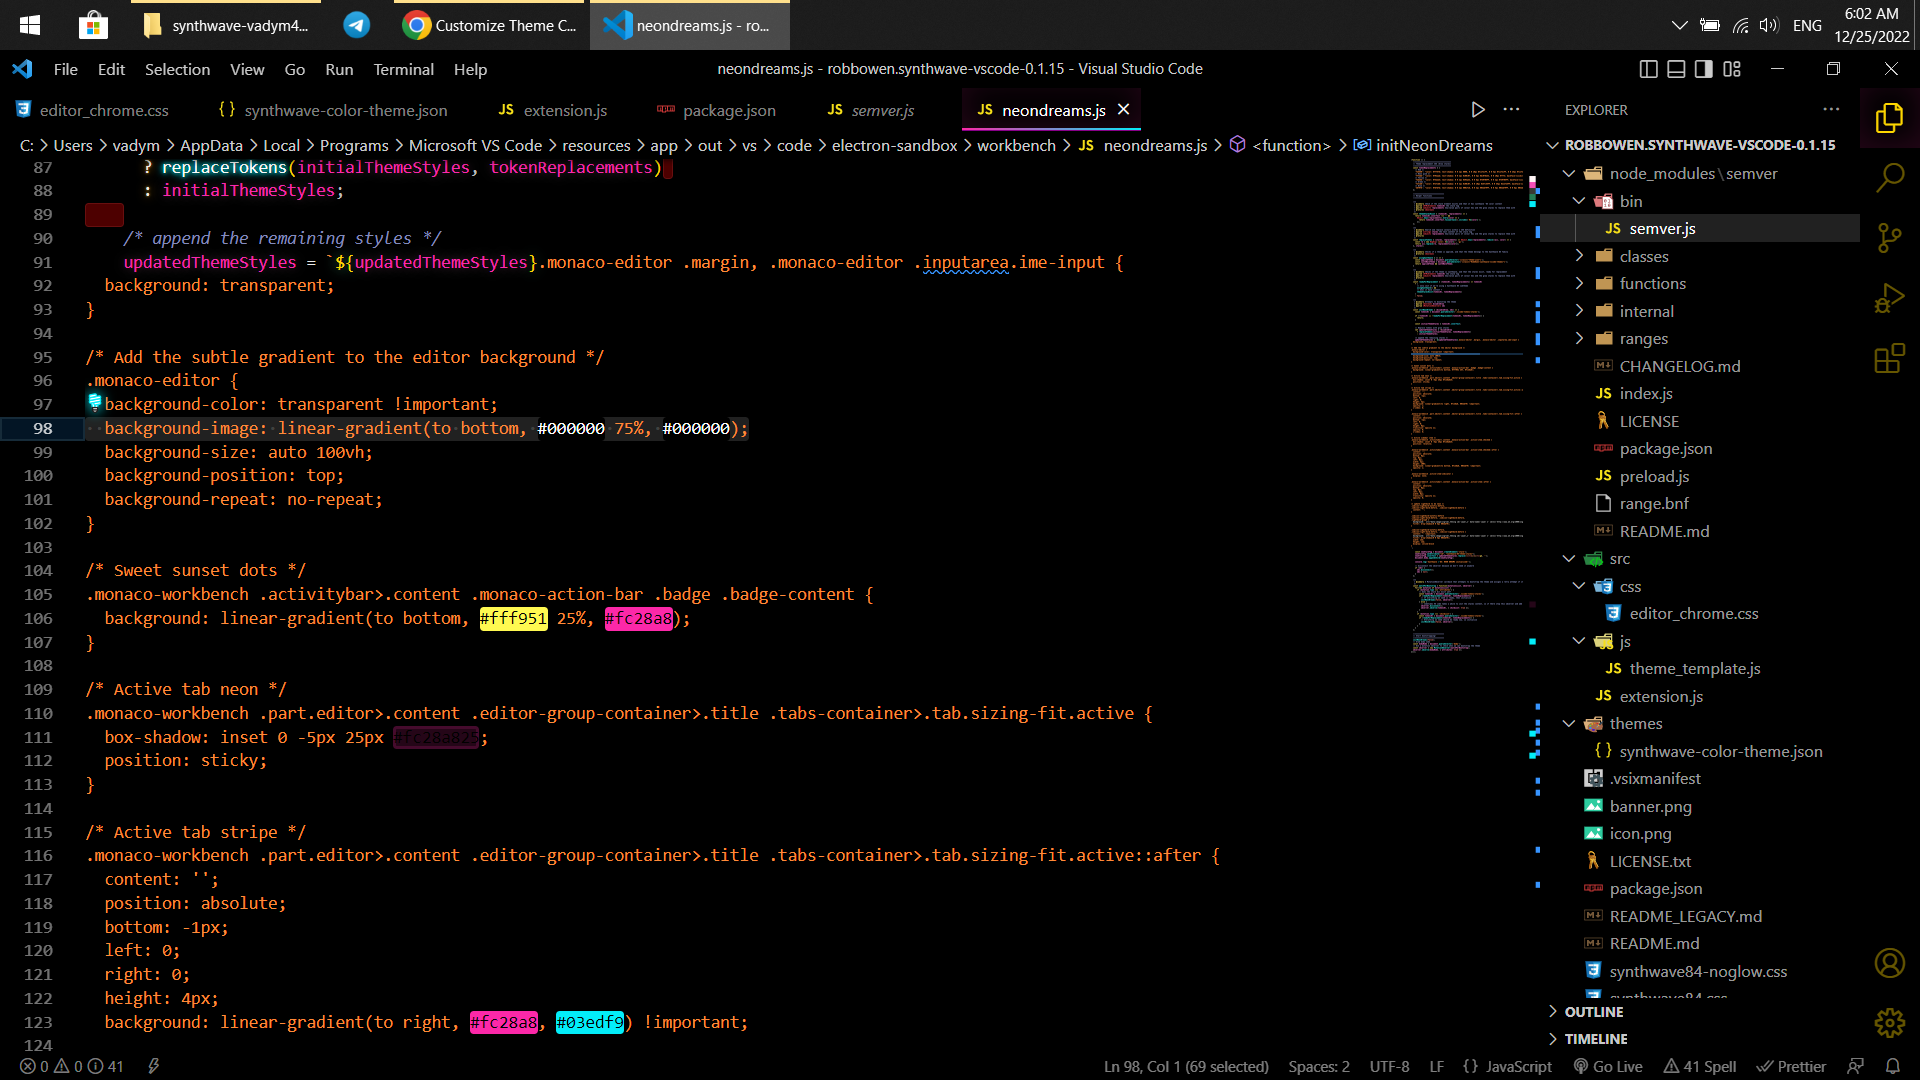 synthwave-vadym4...
Customize Theme C...
neondreams.js - ro...
ENG
6:02 AM
12/25/2022
File Edit Selection View Go Run Terminal Help
neondreams.js - robbowen.synthwave-vscode-0.1.15 - Visual Studio Code
editor_chrome.css
{} synthwave-color-theme.json
JS extension.js
package.json
JS semver.js
JS neondreams.js
C: > Users > vadym > AppData > Local > Programs > Microsoft VS Code > resources > app > out > vs > code > electron-sandbox > workbench > JS neondreams.js > <function> > initNeonDreams
87 ? replaceTokens(initialThemeStyles, tokenReplacements)
88 : initialThemeStyles;
89
90 /* append the remaining styles */
91 updatedThemeStyles = `${updatedThemeStyles}.monaco-editor .margin, .monaco-editor .inputarea.ime-input {
92 background: transparent;
93 }
94
95 /* Add the subtle gradient to the editor background */
96 .monaco-editor {
97 background-color: transparent !important;
98 background-image: linear-gradient(to bottom, #000000 75%, #000000);
99 background-size: auto 100vh;
100 background-position: top;
101 background-repeat: no-repeat;
102 }
103
104 /* Sweet sunset dots */
105 .monaco-workbench .activitybar>.content .monaco-action-bar .badge .badge-content {
106 background: linear-gradient(to bottom, #fff951 25%, #fc28a8);
107 }
108
109 /* Active tab neon */
110 .monaco-workbench .part.editor>.content .editor-group-container>.title .tabs-container>.tab.sizing-fit.active {
111 box-shadow: inset 0 -5px 25px #fc28a825;
112 position: sticky;
113 }
114
115 /* Active tab stripe */
116 .monaco-workbench .part.editor>.content .editor-group-container>.title .tabs-container>.tab.sizing-fit.active::after {
117 content: '';
118 position: absolute;
119 bottom: -1px;
120 left: 0;
121 right: 0;
122 height: 4px;
123 background: linear-gradient(to right, #fc28a8, #03edf9) !important;
124
EXPLORER
ROBBOWEN.SYNTHWAVE-VSCODE-0.1.15
node_modules \ semver
bin
JS semver.js
classes
functions
internal
ranges
CHANGELOG.md
JS index.js
LICENSE
package.json
JS preload.js
range.bnf
README.md
src
css
editor_chrome.css
js
JS theme_template.js
JS extension.js
themes
{} synthwave-color-theme.json
.vsixmanifest
banner.png
icon.png
LICENSE.txt
package.json
README_LEGACY.md
README.md
synthwave84-noglow.css
synthwave84.css
OUTLINE
TIMELINE
0 0 41
Ln 98, Col 1 (69 selected) Spaces: 2 UTF-8 LF {} JavaScript Go Live 41 Spell Prettier